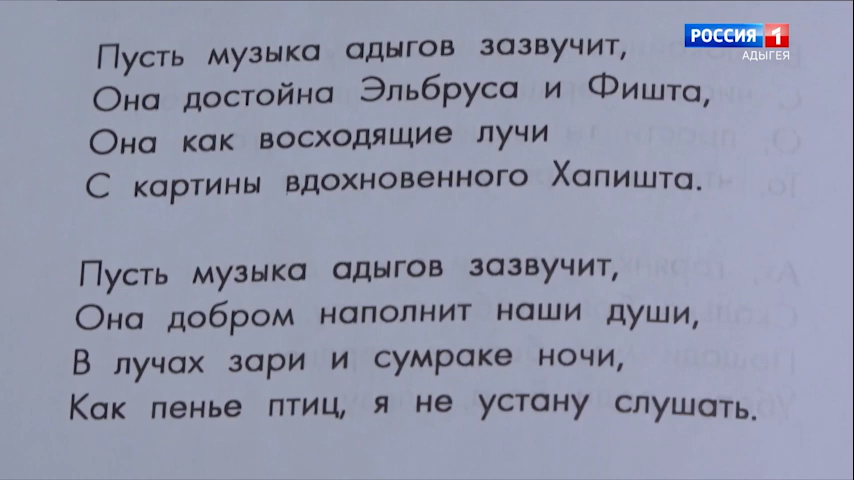 РОССИЯ 1
АДЫГЕЯ
Пусть музыка адыгов зазвучит,
Она достойна Эльбруса и Фишта,
Она как восходящие лучи
С картины вдохновенного Хапишта.
Пусть музыка адыгов зазвучит,
Она добром наполнит наши души,
В лучах зари и сумраке ночи,
Как пенье птиц, я не устану слушать.